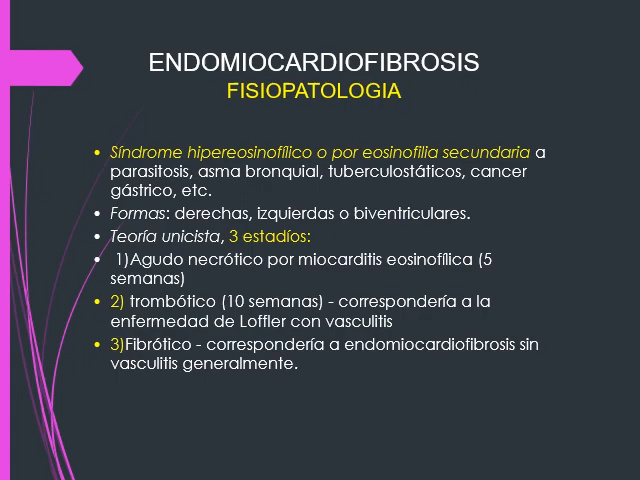 ENDOMIOCARDIOFIBROSIS
FISIOPATOLOGIA
• Síndrome hipereosinofílico o por eosinofilia secundaria a
parasitosis, asma bronquial, tuberculostáticos, cancer
gástrico, etc.
• Formas: derechas, izquierdas o biventriculares.
• Teoría unicista, 3 estadíos:
• 1)Agudo necrótico por miocarditis eosinofílica (5
semanas)
• 2) trombótico (10 semanas) - correspondería a la
enfermedad de Loffler con vasculitis
• 3)Fibrótico - correspondería a endomiocardiofibrosis sin
vasculitis generalmente.